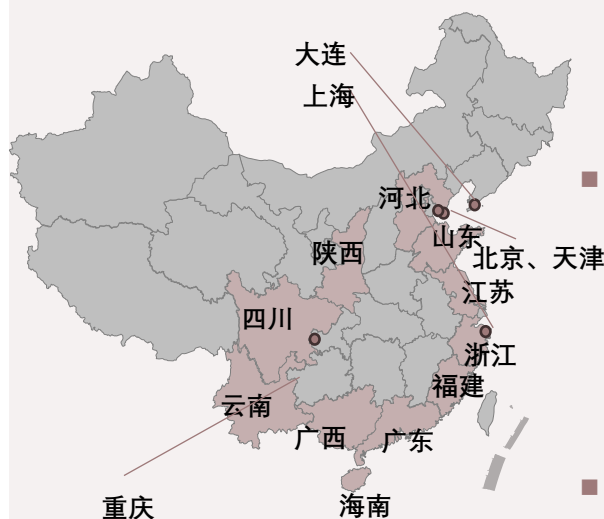 大连
上海
河北
山东
陕西
北京、天津
江苏
四川
浙江
福建
云南
广西
广东
重庆
海南